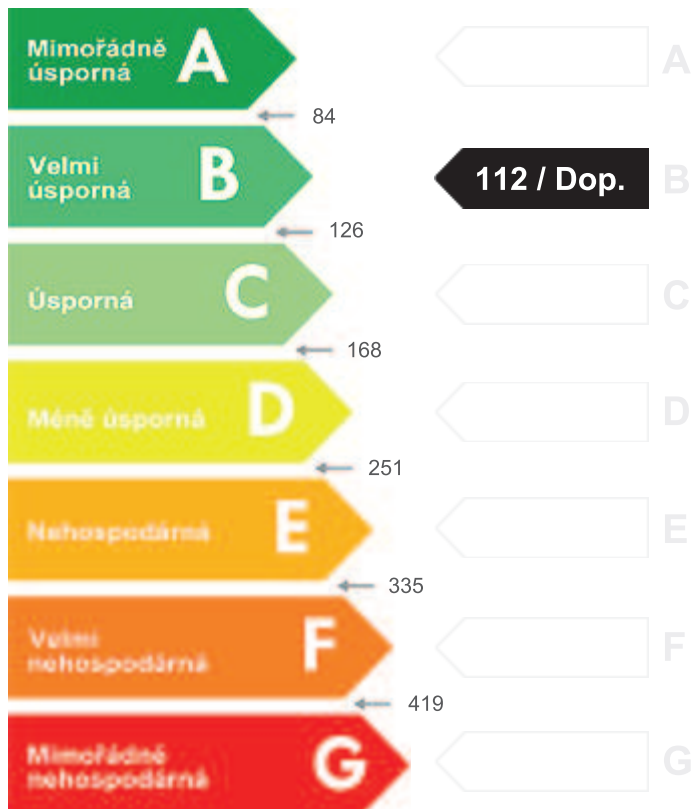 Mimořádně
úsporná
A
A
84
Velmi
úsporná
B
112 / Dop.
B
126
Úsporná
C
C
168
Méně úsporná
D
D
251
Nehospodárná
E
E
335
Velmi
nehospodárná
F
F
419
Mimořádně
nehospodárná
G
G